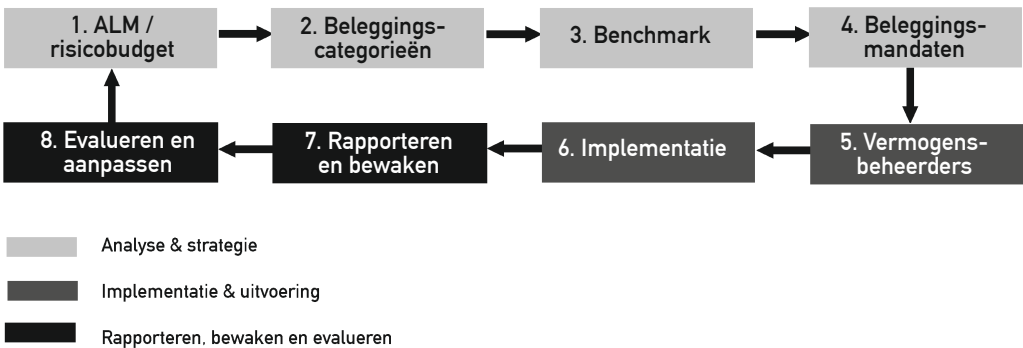 1. ALM /
risicobudget
2. Beleggings-
categorieën
3. Benchmark
4. Beleggings-
mandaten
8. Evalueren en
aanpassen
7. Rapporteren
en bewaken
6. Implementatie
5. Vermogens-
beheerders
Analyse & strategie
Implementatie & uitvoering
Rapporteren, bewaken en evalueren